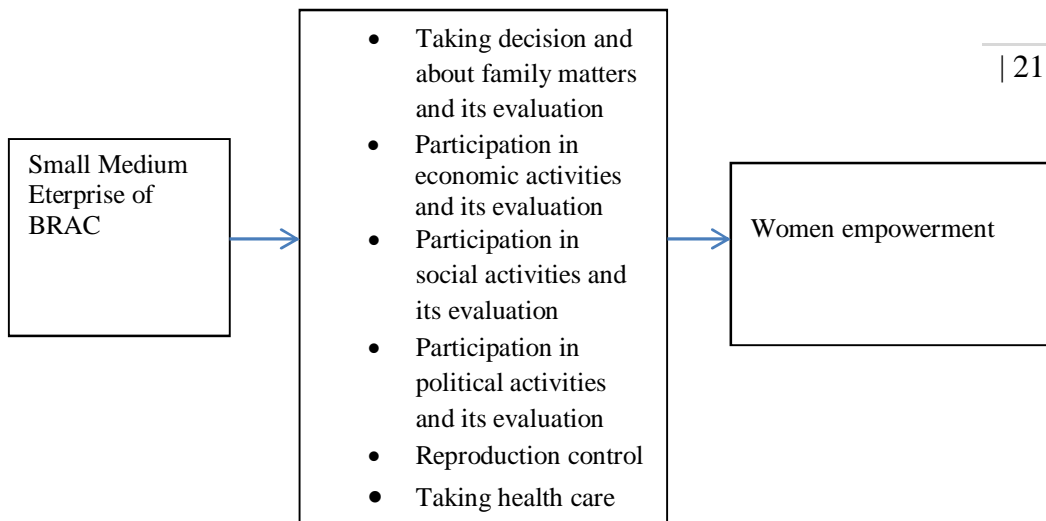 | 21
Small Medium
Eterprise of
BRAC
• Taking decision and
about family matters
and its evaluation
• Participation in
economic activities
and its evaluation
• Participation in
social activities and
its evaluation
• Participation in
political activities
and its evaluation
• Reproduction control
• Taking health care
Women empowerment